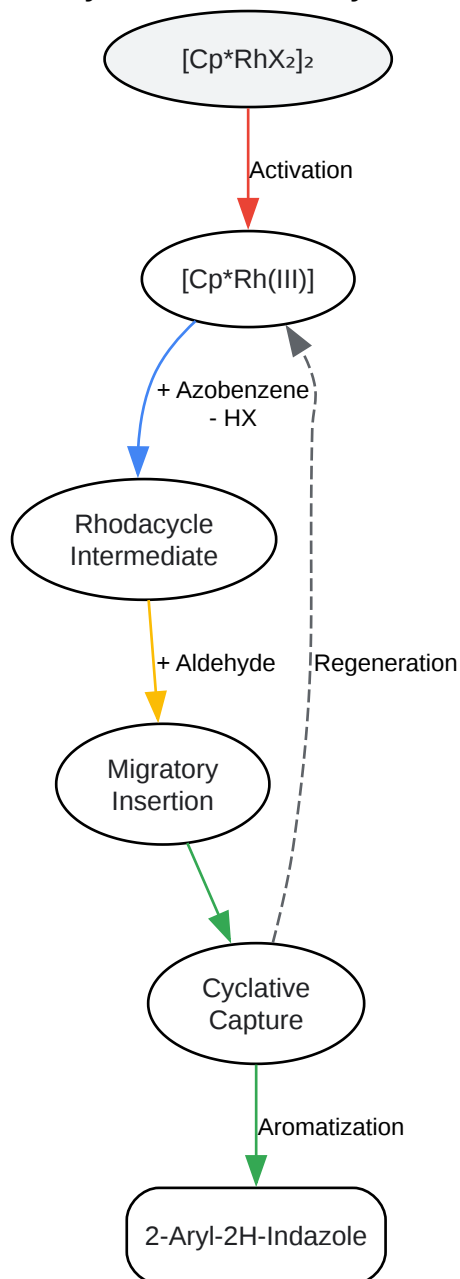 [Cp*RhX₂]₂
Activation
[Cp*Rh(III)]
+ Azobenzene
- HX
Rhodacycle
Intermediate
+ Aldehyde
Regeneration
Migratory
Insertion
Cyclative
Capture
Aromatization
2-Aryl-2H-Indazole